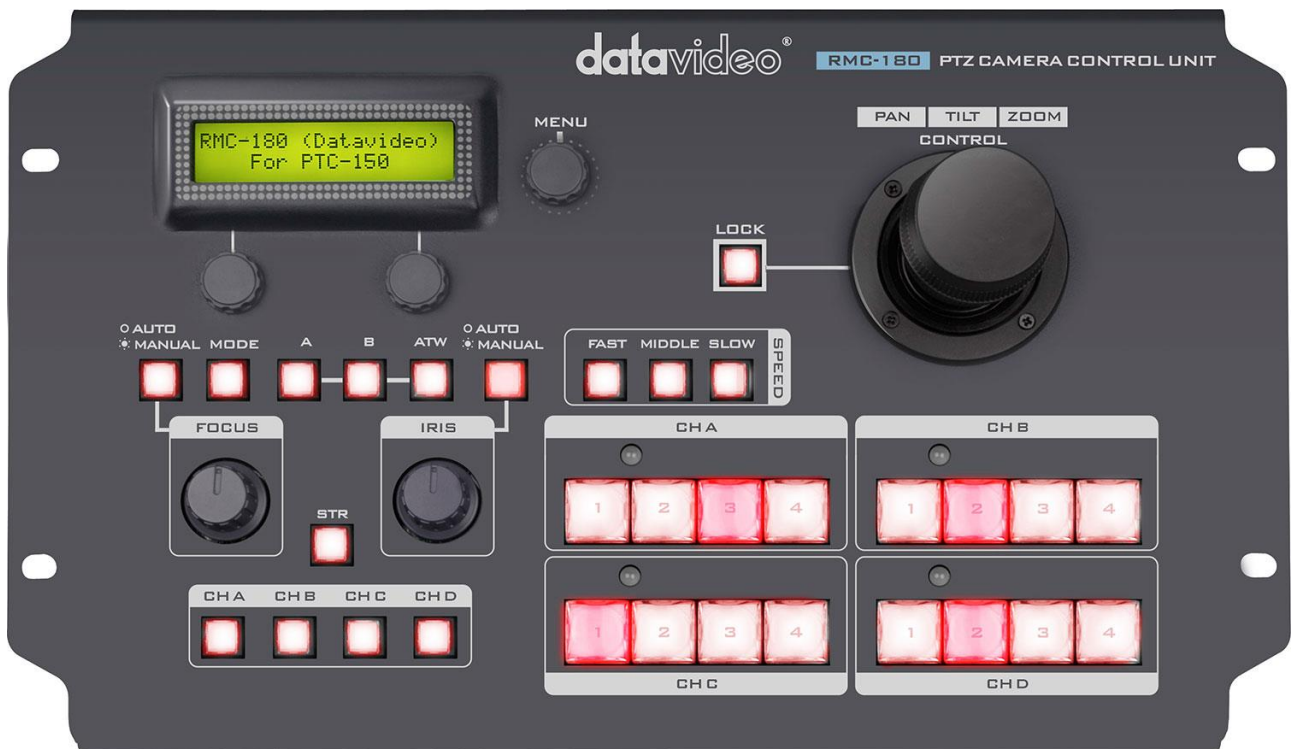 datavideo®
RMC-180 PTZ CAMERA CONTROL UNIT
RMC-180 (Datavideo)
For PTC-150
MENU
PAN TILT ZOOM
CONTROL
LOCK
AUTO
MANUAL MODE A B ATW
AUTO
MANUAL
FAST MIDDLE SLOW
SPEED
FOCUS
IRIS
STR
CH A CH B CH C CH D
CH A
1 2 3 4
CH B
1 2 3 4
1 2 3 4
CH C
1 2 3 4
CH D